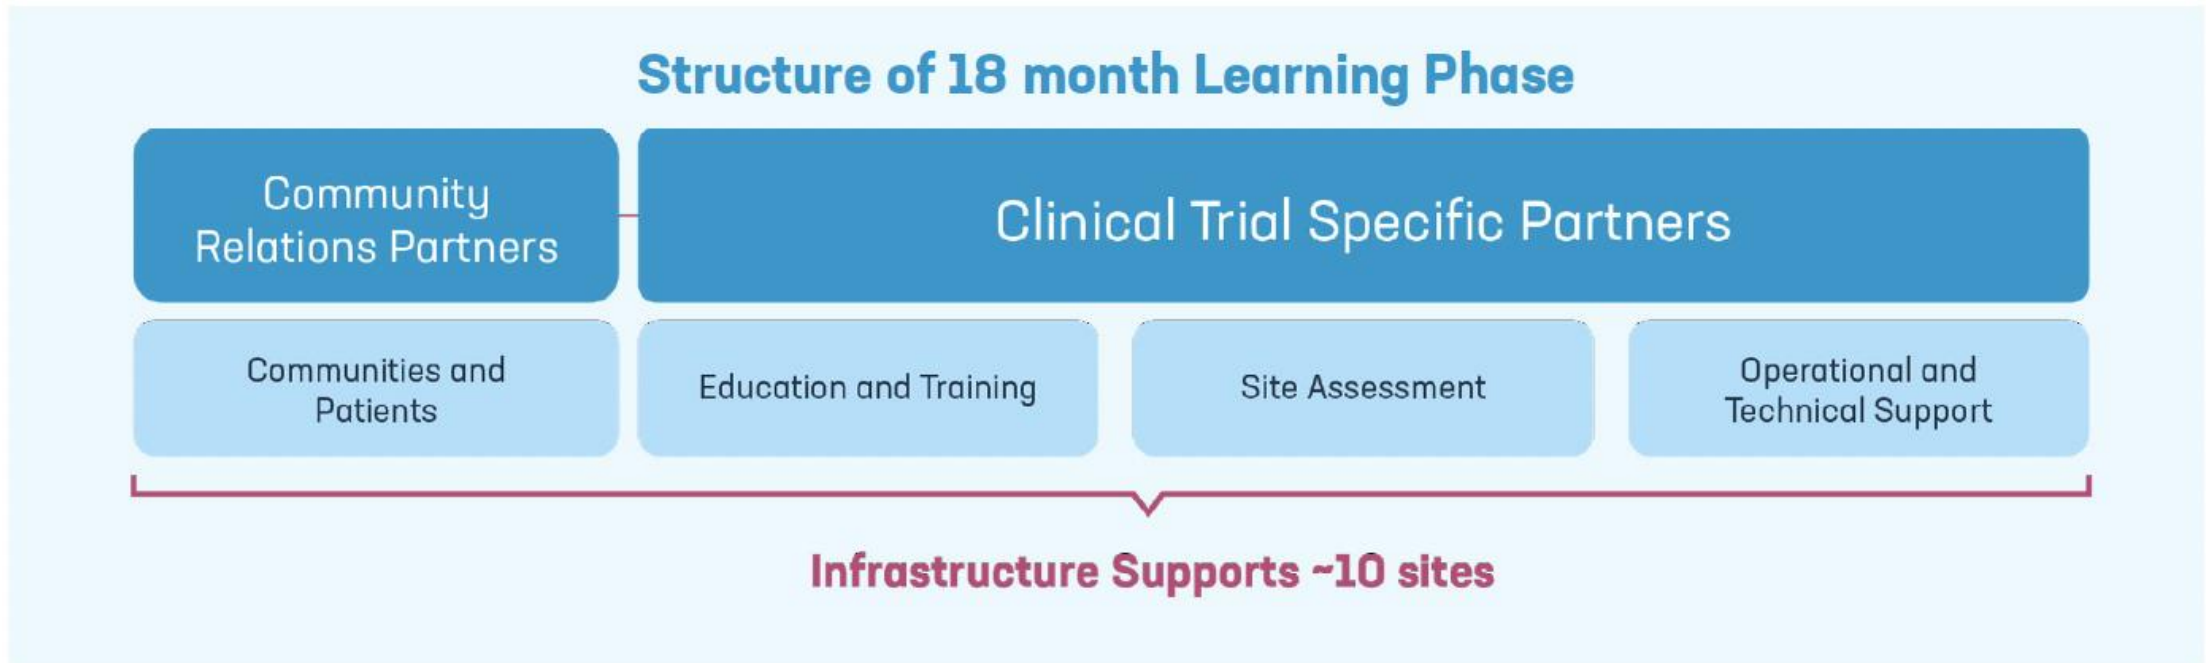 Structure of 18 month Learning Phase
Community
Relations Partners
Clinical Trial Specific Partners
Communities and
Patients
Education and Training
Site Assessment
Operational and
Technical Support
Infrastructure Supports ~10 sites